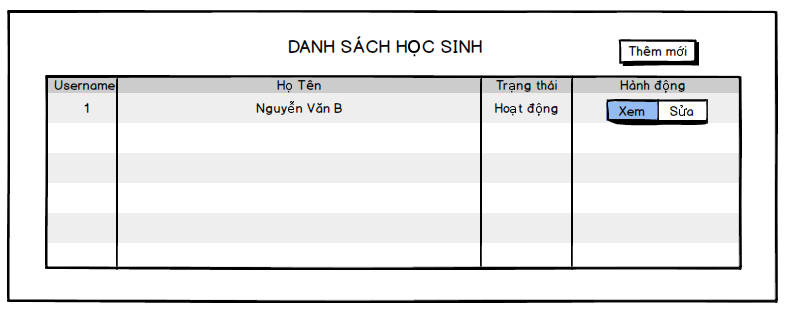 DANH SÁCH HỌC SINH
Thêm mới
Username Họ Tên Trạng thái Hành động
1 Nguyễn Văn B Hoạt động Xem Sửa